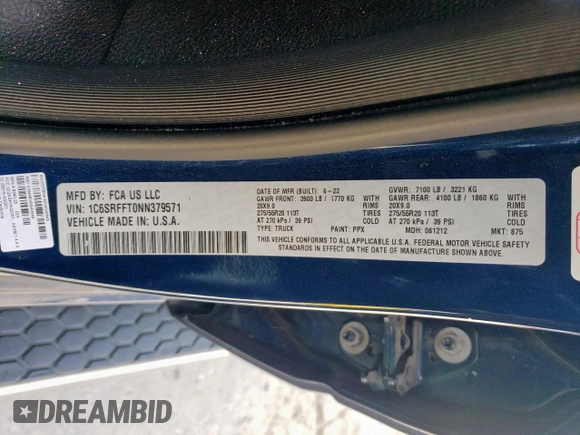 MFD BY: FCA US LLC
VIN: 1C6SRFFT0NN379571
VEHICLE MADE IN: U.S.A.
DATE OF MFR (BUILT): 6-22
GVWR: 7100 LB / 3221 KG
GAWR FRONT: 3900 LB / 1770 KG WITH
GAWR REAR: 4100 LB / 1860 KG WITH
20X9.0 RIMS
20X9.0 RIMS
275/55R20 113T TIRES
275/55R20 113T TIRES
AT 270 kPa / 39 PSI COLD
AT 270 kPa / 39 PSI COLD
TYPE: TRUCK PAINT: PPX MDH: 061212 MKT: 875
THIS VEHICLE CONFORMS TO ALL APPLICABLE U.S.A. FEDERAL MOTOR VEHICLE SAFETY
STANDARDS IN EFFECT ON THE DATE OF MANUFACTURE SHOWN ABOVE.
DREAMBID